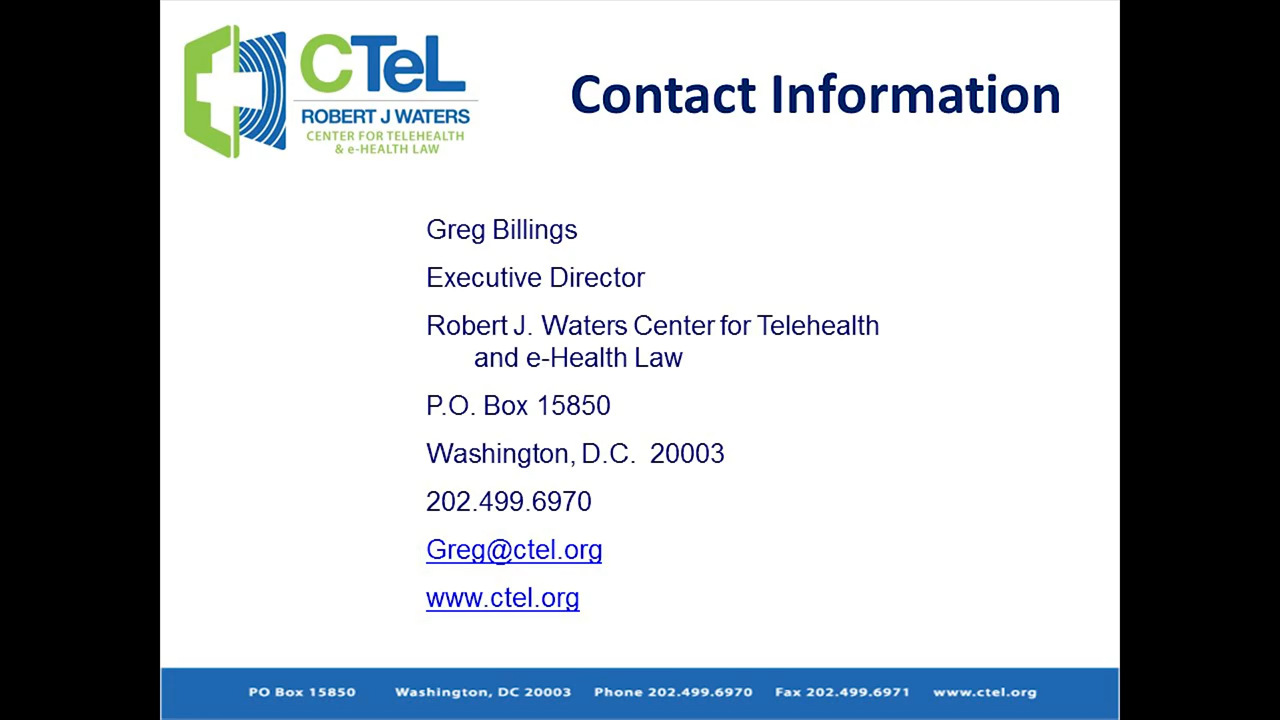 CTeL
ROBERT J WATERS
CENTER FOR TELEHEALTH
& e-HEALTH LAW
Contact Information
Greg Billings
Executive Director
Robert J. Waters Center for Telehealth
and e-Health Law
P.O. Box 15850
Washington, D.C. 20003
202.499.6970
Greg@ctel.org
www.ctel.org
PO Box 15850 Washington, DC 20003 Phone 202.499.6970 Fax 202.499.6971 www.ctel.org